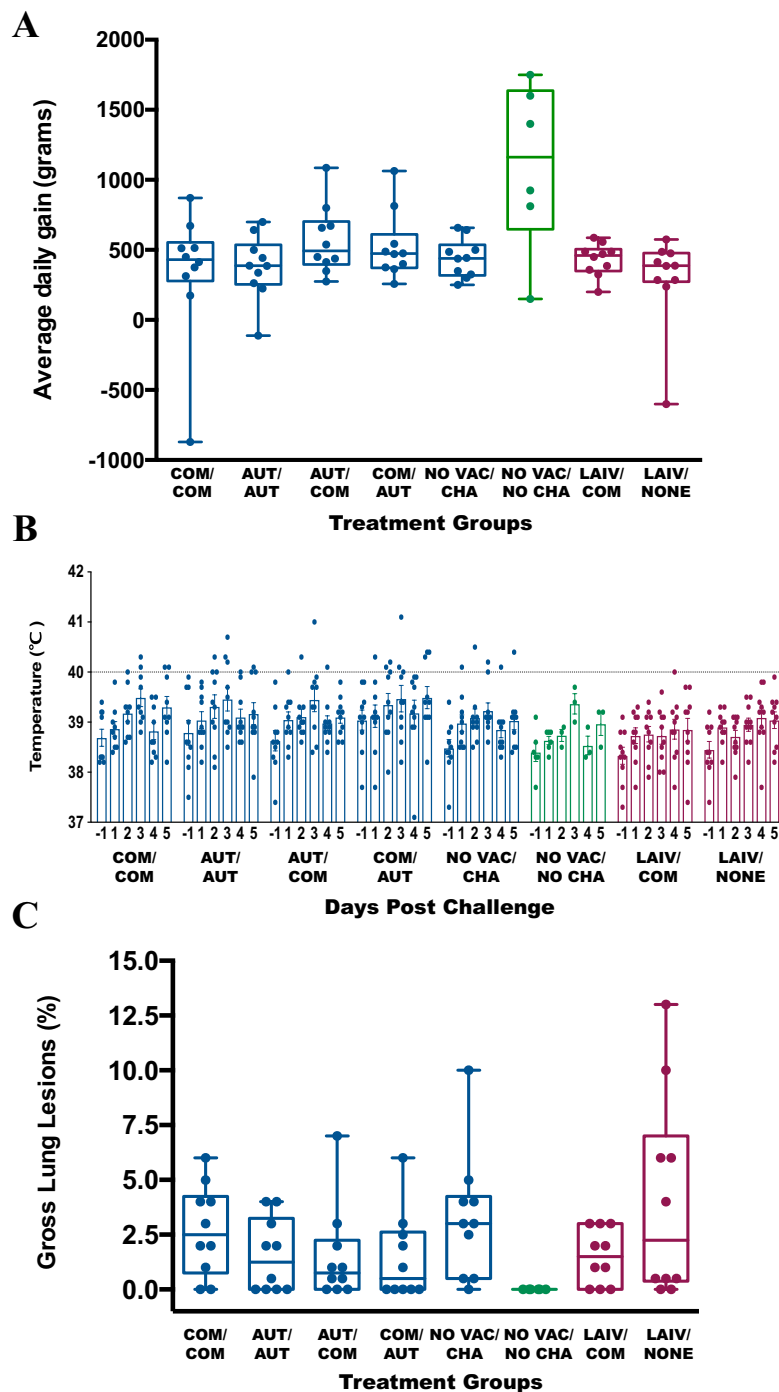 A
2000
1500
1000
500
0
-500
-1000
Average daily gain (grams)
COM/ AUT/ AUT/ COM/ NO VAC/ NO VAC/ LAIV/ LAIV/
COM AUT COM AUT CHA NO CHA COM NONE
Treatment Groups
B
42
41
40
39
38
37
Temperature (°C)
-1 1 2 3 4 5 -1 1 2 3 4 5 -1 1 2 3 4 5 -1 1 2 3 4 5 -1 1 2 3 4 5 -1 1 2 3 4 5 -1 1 2 3 4 5 -1 1 2 3 4 5
COM/ AUT/ AUT/ COM/ NO VAC/ NO VAC/ LAIV/ LAIV/
COM AUT COM AUT CHA NO CHA COM NONE
Days Post Challenge
C
15.0
12.5
10.0
7.5
5.0
2.5
0.0
Gross Lung Lesions (%)
COM/ AUT/ AUT/ COM/ NO VAC/ NO VAC/ LAIV/ LAIV/
COM AUT COM AUT CHA NO CHA COM NONE
Treatment Groups